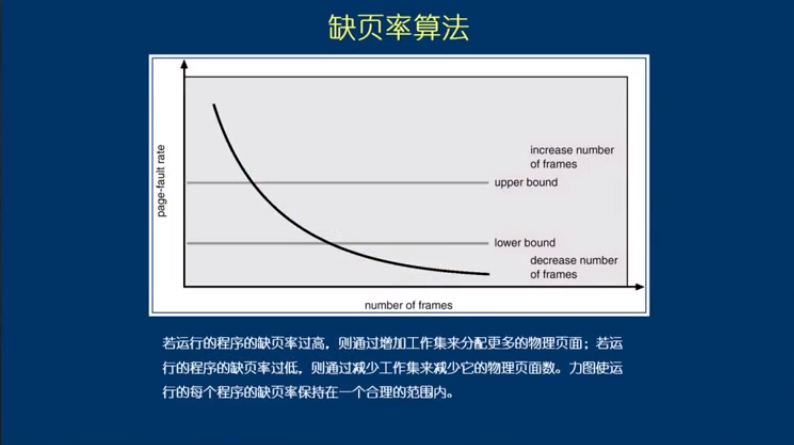 缺页率算法
page-fault rate
increase number
of frames
upper bound
lower bound
decrease number
of frames
number of frames
若运行的程序的缺页率过高，则通过增加工作集来分配更多的物理页面；若运
行的程序的缺页率过低，则通过减少工作集来减少它的物理页面数。力图使运
行的每个程序的缺页率保持在一个合理的范围内。